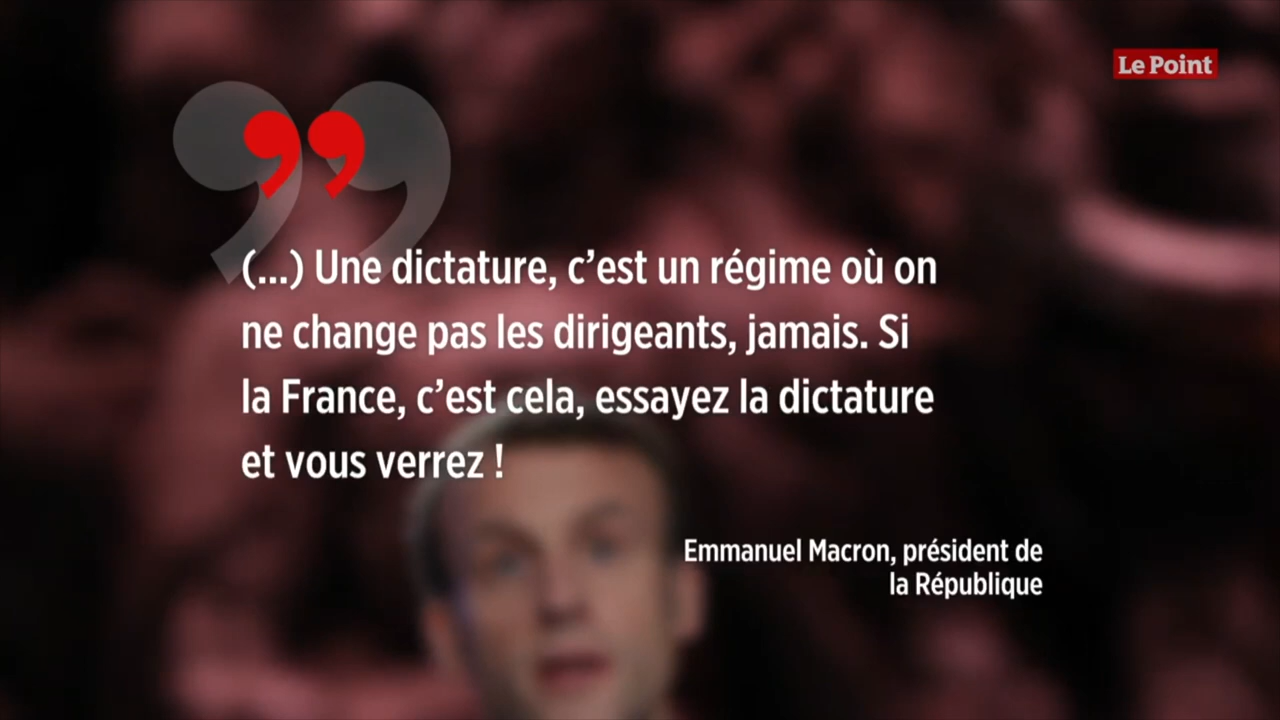 Le Point
(...) Une dictature, c’est un régime où on
ne change pas les dirigeants, jamais. Si
la France, c’est cela, essayez la dictature
et vous verrez !
Emmanuel Macron, président de
la République